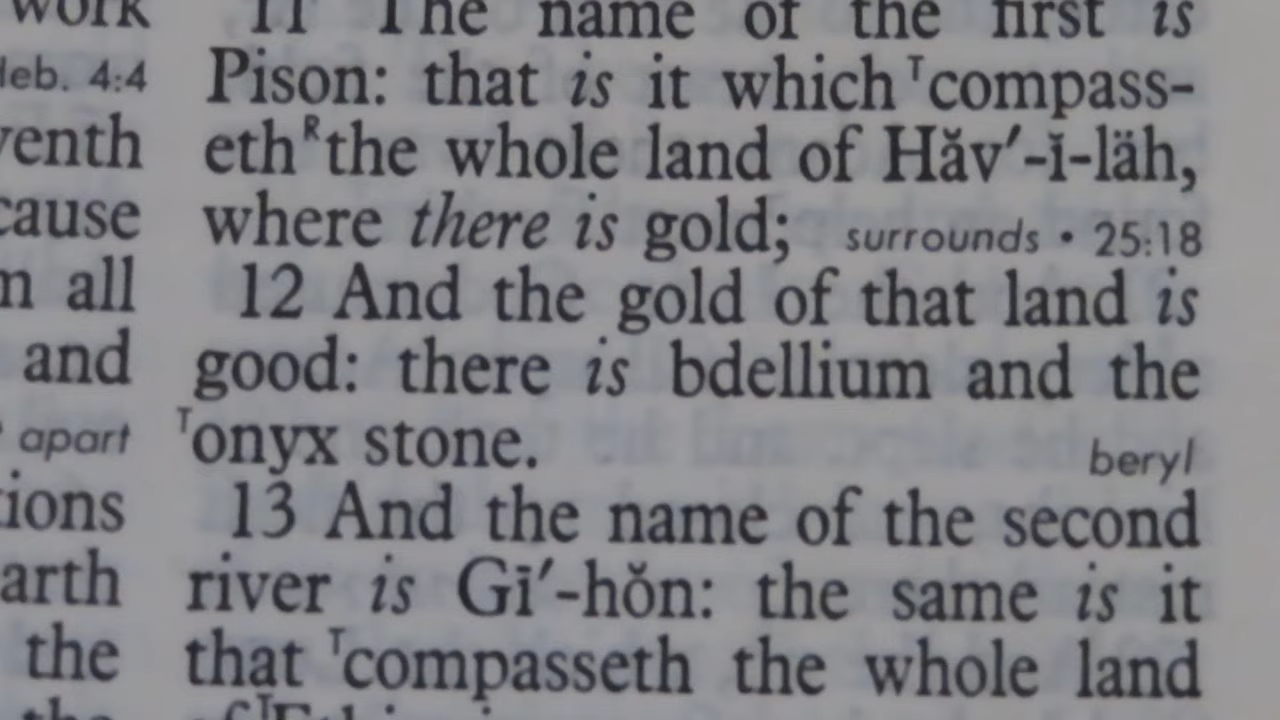 work
Heb. 4:4
venth
cause
m all
and
apart
tions
arth
the
the
11 The name of the first is
Pison: that is it which ᵀcompass-
ethᴿthe whole land of Hăv′-ĭ-läh,
where there is gold; surrounds • 25:18
12 And the gold of that land is
good: there is bdellium and the
ᵀonyx stone. beryl
13 And the name of the second
river is Gī′-hŏn: the same is it
that ᵀcompasseth the whole land